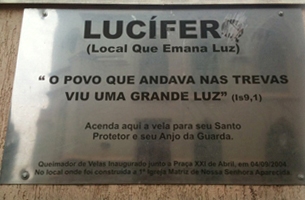 LUCÍFERO
(Local Que Emana Luz)
“ O POVO QUE ANDAVA NAS TREVAS
VIU UMA GRANDE LUZ” (Is9,1)
Acenda aqui a vela para seu Santo
Protetor e seu Anjo da Guarda.
Queimador de Velas inaugurado junto a Praça XXI de Abril, em 04/05/2004.
No local onde foi construída a 1ª Igreja Matriz de Nossa Senhora Aparecida